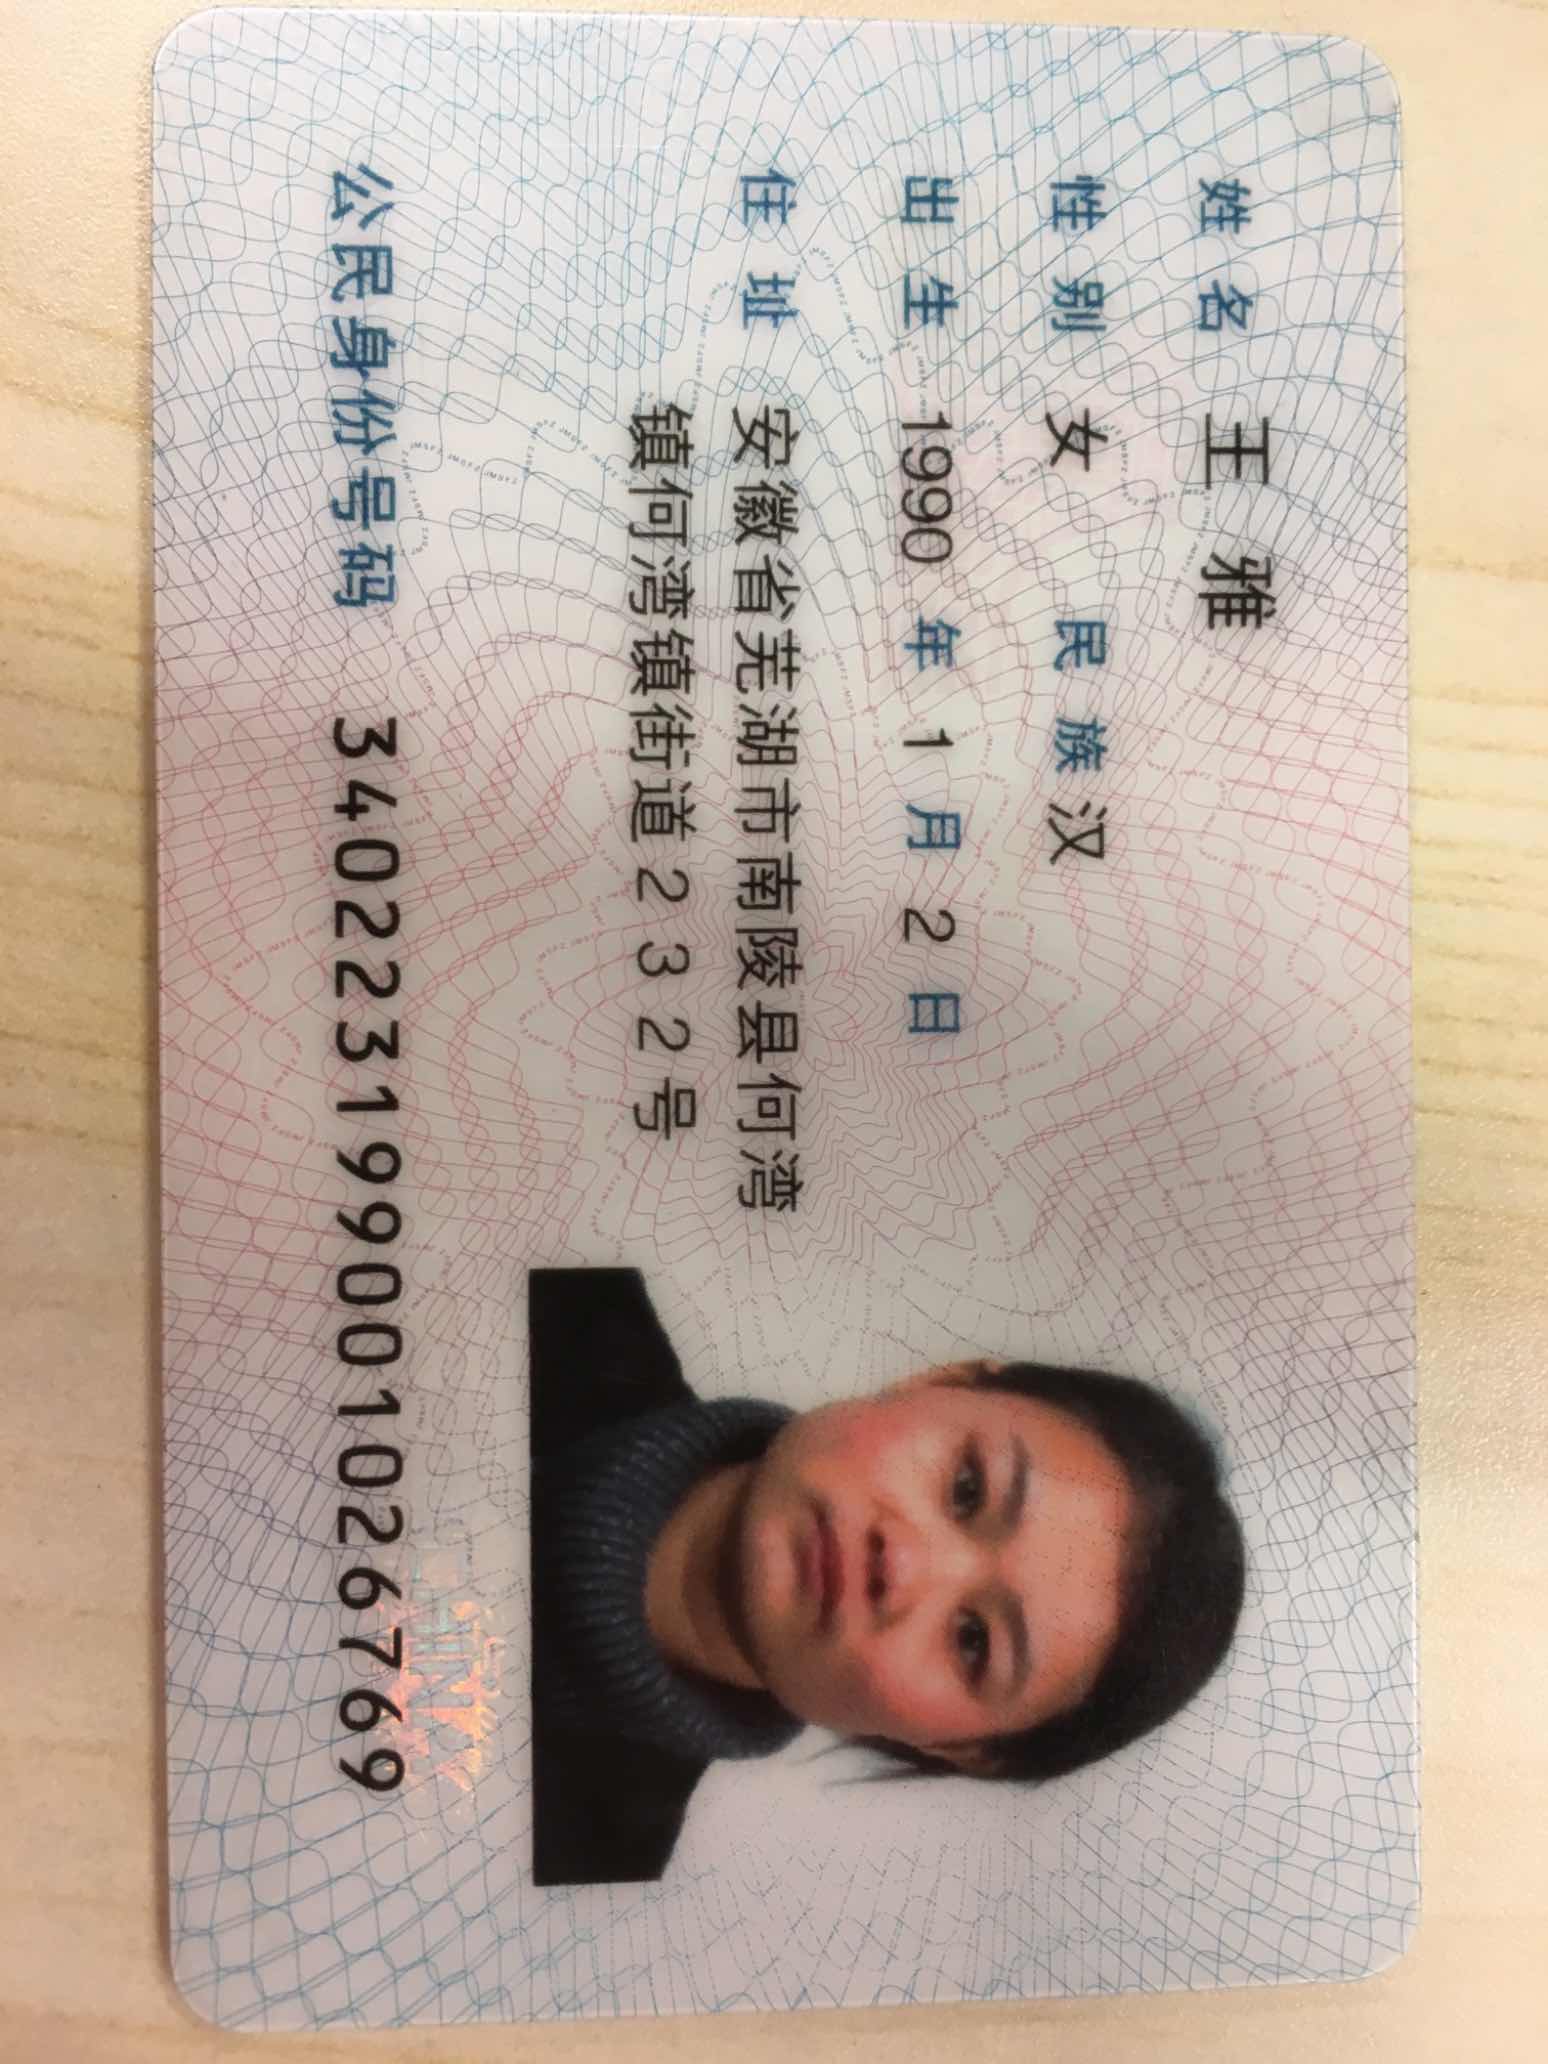 姓名 王雅
性别 女 民族 汉
出生 1990 年 1 月 2 日
住址 安徽省芜湖市南陵县何湾
镇何湾镇街道232号
公民身份号码 340223199001026769